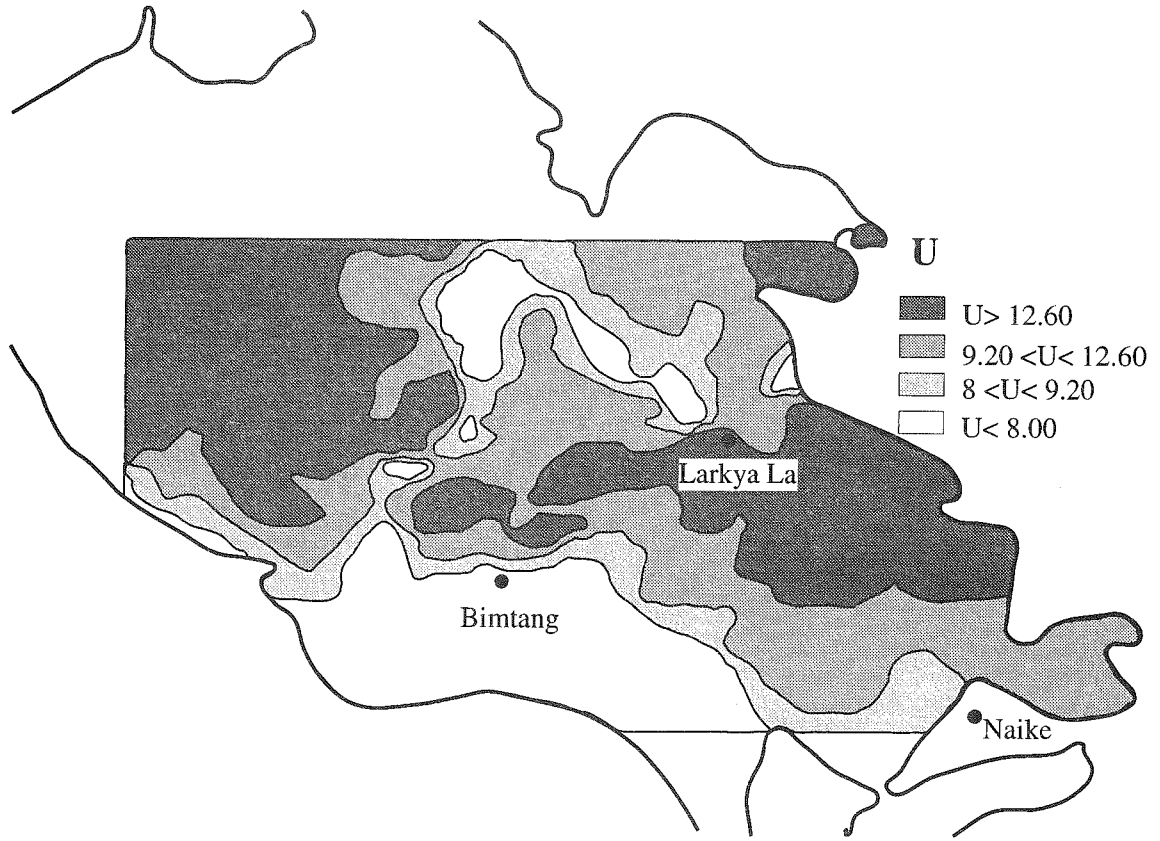 U
U> 12.60
9.20 <U< 12.60
8 <U< 9.20
U< 8.00
Larkya La
Bimtang
Naike